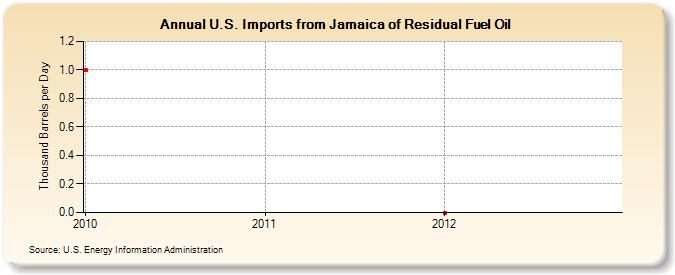 Annual U.S. Imports from Jamaica of Residual Fuel Oil
Thousand Barrels per Day
1.2
1.0
0.8
0.6
0.4
0.2
0.0
2010 2011 2012
Source: U.S. Energy Information Administration